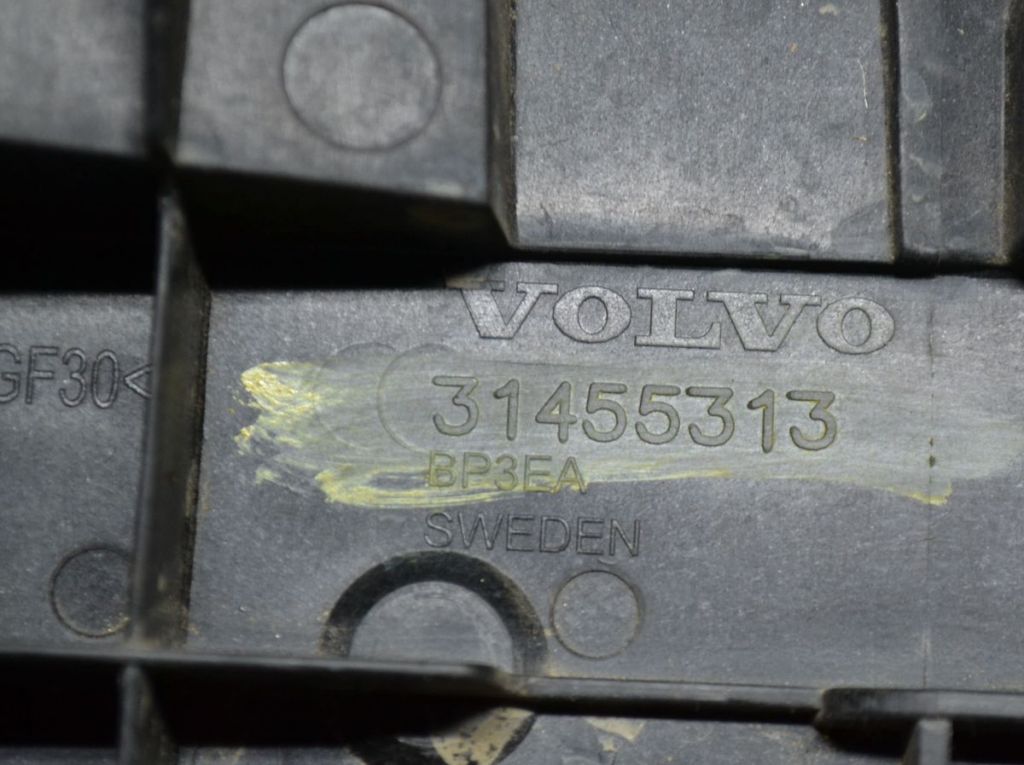 VOLVO
GF30<
31455313
BP3EA
SWEDEN